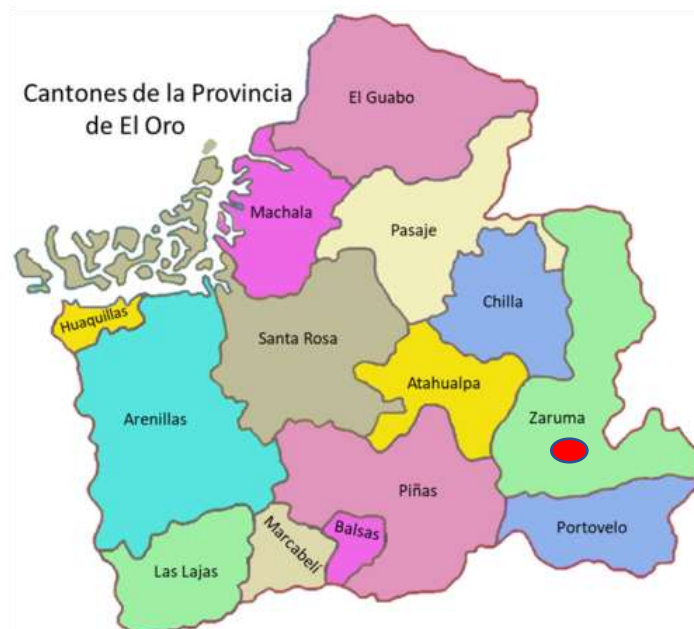 Cantones de la Provincia
de El Oro
El Guabo
Machala
Pasaje
Chilla
Huaquillas
Santa Rosa
Atahualpa
Arenillas
Zaruma
Piñas
Balsas
Portovelo
Marcabelí
Las Lajas